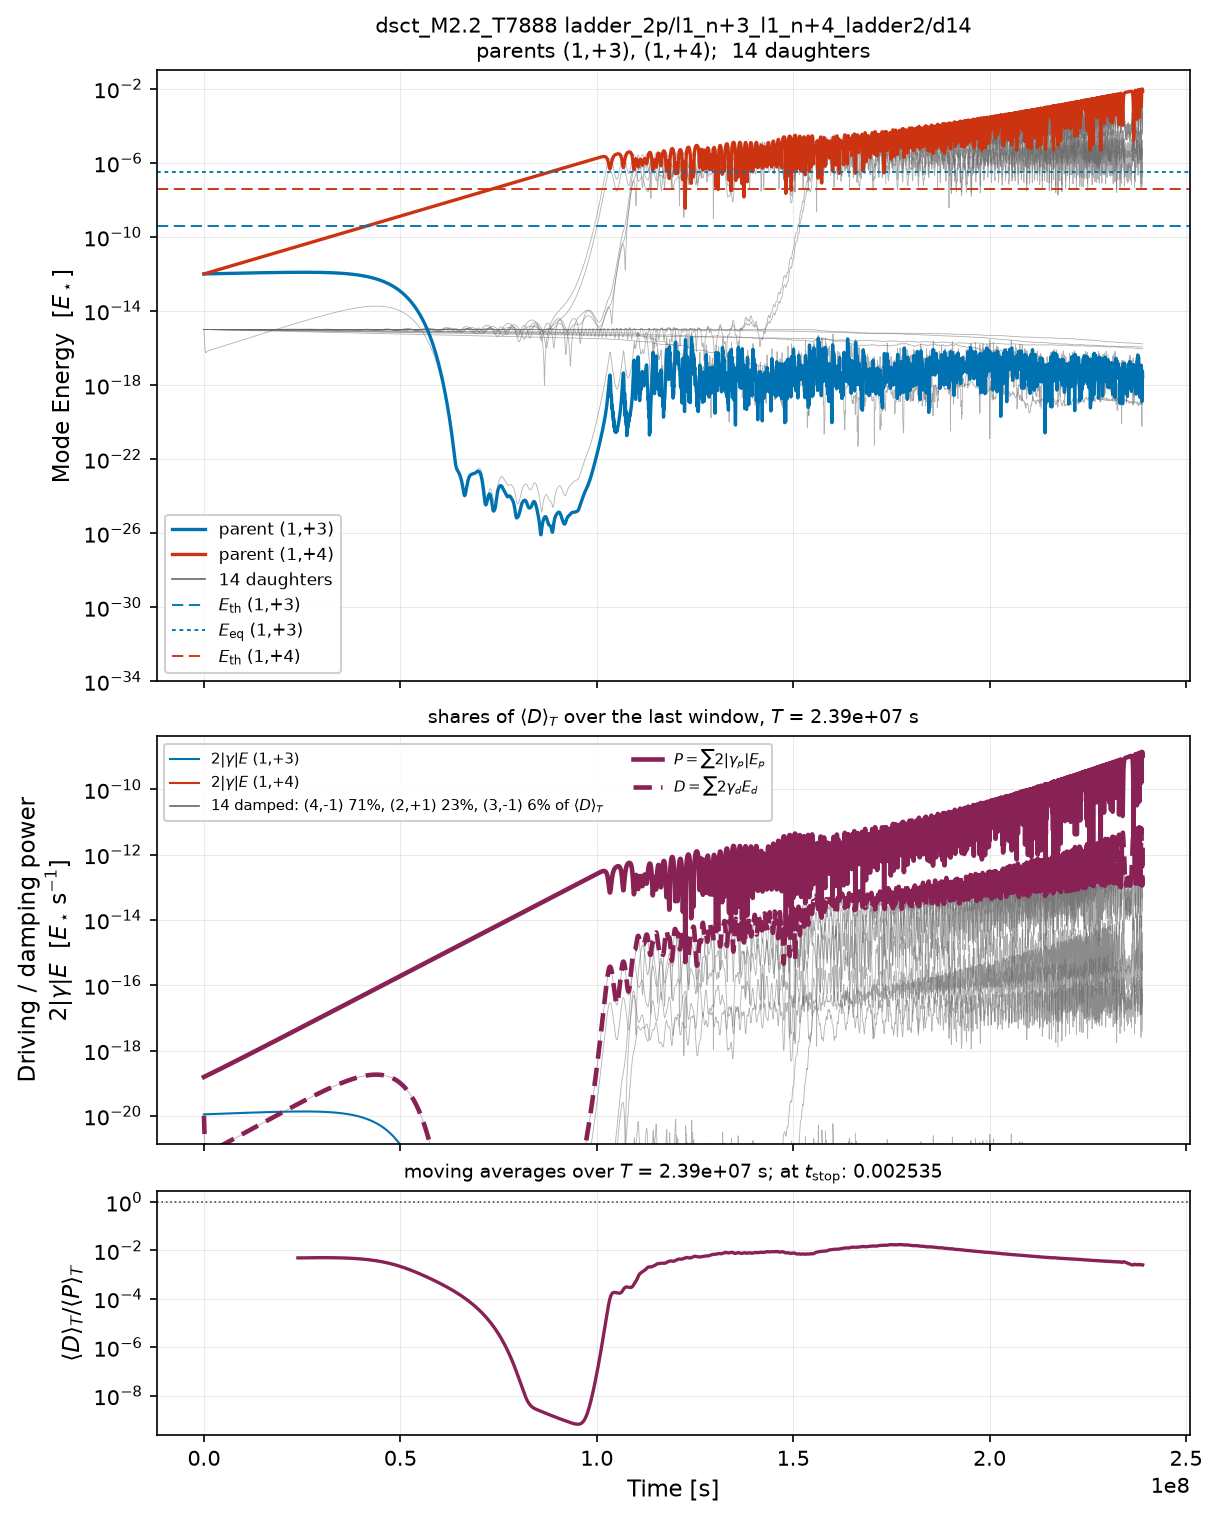 dsct_M2.2_T7888 ladder_2p/l1_n+3_l1_n+4_ladder2/d14
parents (1,+3), (1,+4);  14 daughters
Mode Energy  [E⋆]
10⁻²
10⁻⁶
10⁻¹⁰
10⁻¹⁴
10⁻¹⁸
10⁻²²
10⁻²⁶
10⁻³⁰
10⁻³⁴
parent (1,+3)
parent (1,+4)
14 daughters
E_th (1,+3)
E_eq (1,+3)
E_th (1,+4)
shares of ⟨D⟩_T over the last window, T = 2.39e+07 s
Driving / damping power
2|γ|E  [E⋆ s⁻¹]
10⁻¹⁰
10⁻¹²
10⁻¹⁴
10⁻¹⁶
10⁻¹⁸
10⁻²⁰
2|γ|E (1,+3)
2|γ|E (1,+4)
14 damped: (4,-1) 71%, (2,+1) 23%, (3,-1) 6% of ⟨D⟩_T
P = ∑2|γ_p|E_p
D = ∑2γ_dE_d
moving averages over T = 2.39e+07 s; at t_stop: 0.002535
⟨D⟩_T/⟨P⟩_T
10⁰
10⁻²
10⁻⁴
10⁻⁶
10⁻⁸
0.0
0.5
1.0
1.5
2.0
2.5
1e8
Time [s]